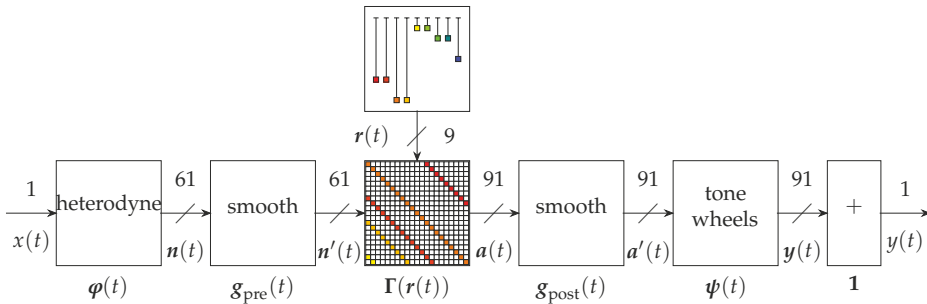 r(t) 9
1 61 61 91 91 91 1
heterodyne smooth smooth tone wheels +
x(t) n(t) n′(t) a(t) a′(t) y(t) y(t)
φ(t) g_pre(t) Γ(r(t)) g_post(t) ψ(t) 1